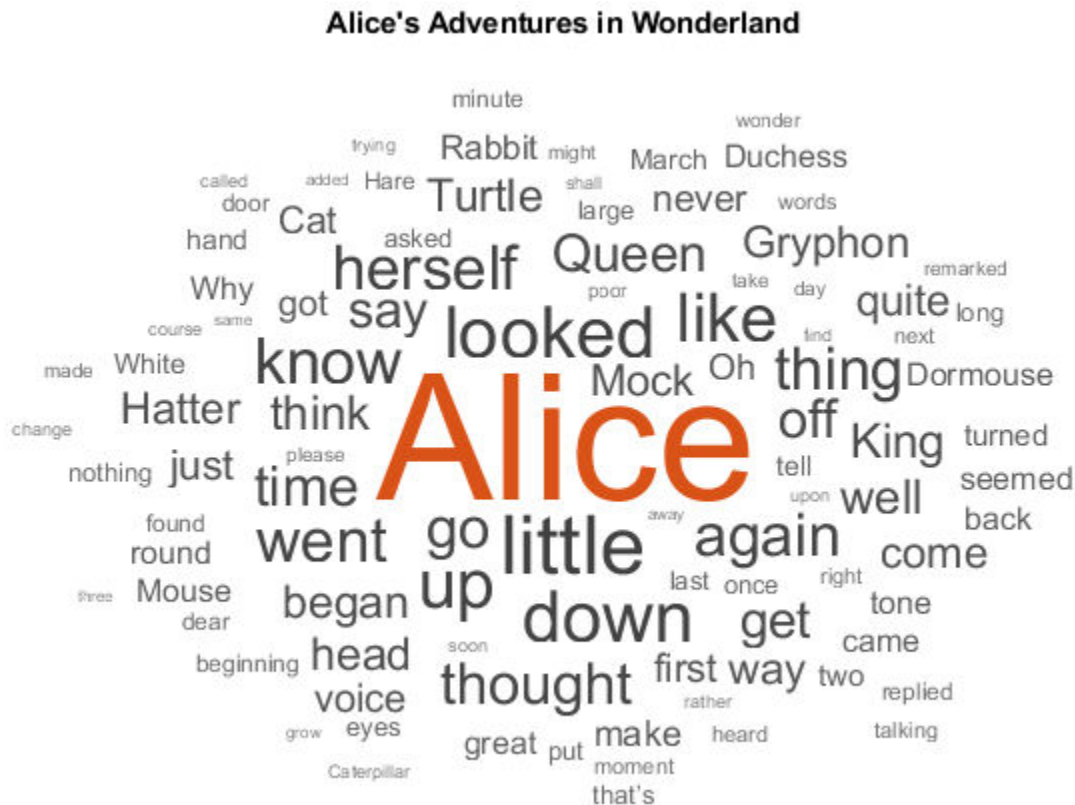 Alice's Adventures in Wonderland
minute
wonder
trying Rabbit might March Duchess
called added Hare Turtle shall never words
door Cat large
hand asked Queen Gryphon
herself remarked
Why poor take day
got say looked like quite long
course same find next
made White know Mock Oh thing Dormouse
Hatter think Alice off
change King turned
nothing just please tell seemed
time upon well
found away back
round went go little again come
three Mouse up last once right
dear began down get tone
beginning head soon came
thought first way two
voice rather replied
grow eyes great put make heard talking
Caterpillar moment
that's